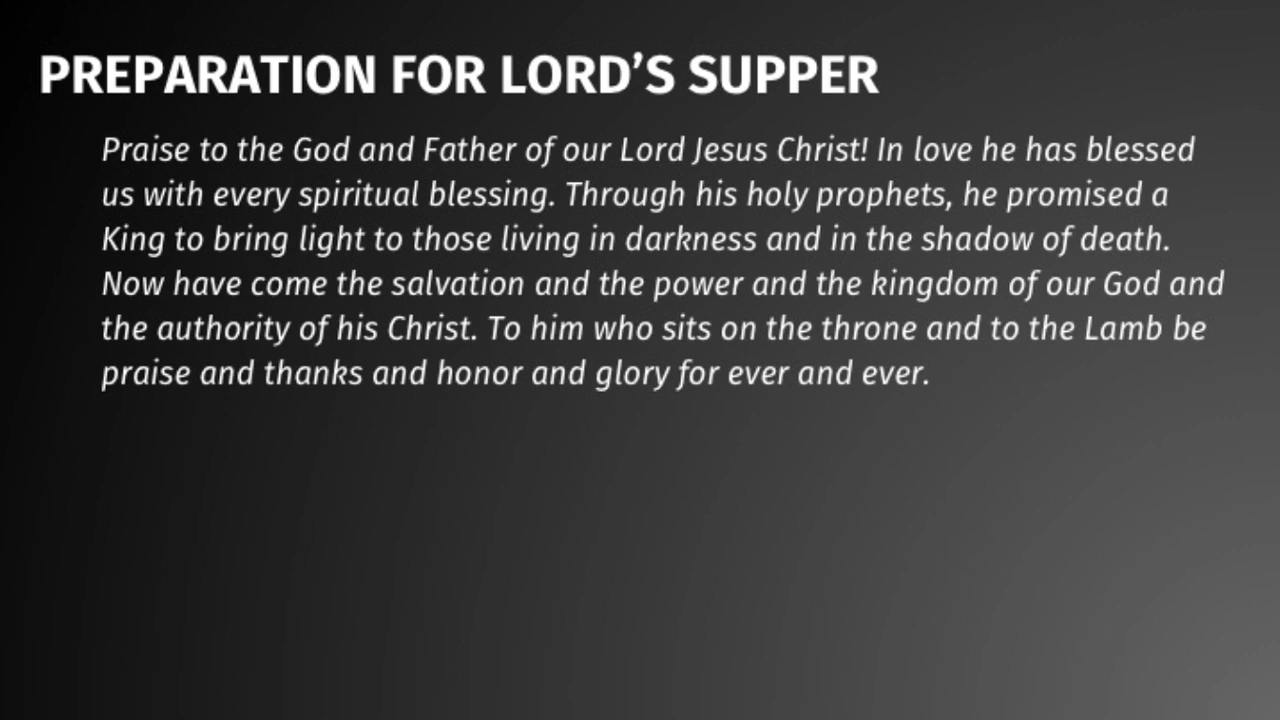 PREPARATION FOR LORD’S SUPPER
Praise to the God and Father of our Lord Jesus Christ! In love he has blessed
us with every spiritual blessing. Through his holy prophets, he promised a
King to bring light to those living in darkness and in the shadow of death.
Now have come the salvation and the power and the kingdom of our God and
the authority of his Christ. To him who sits on the throne and to the Lamb be
praise and thanks and honor and glory for ever and ever.